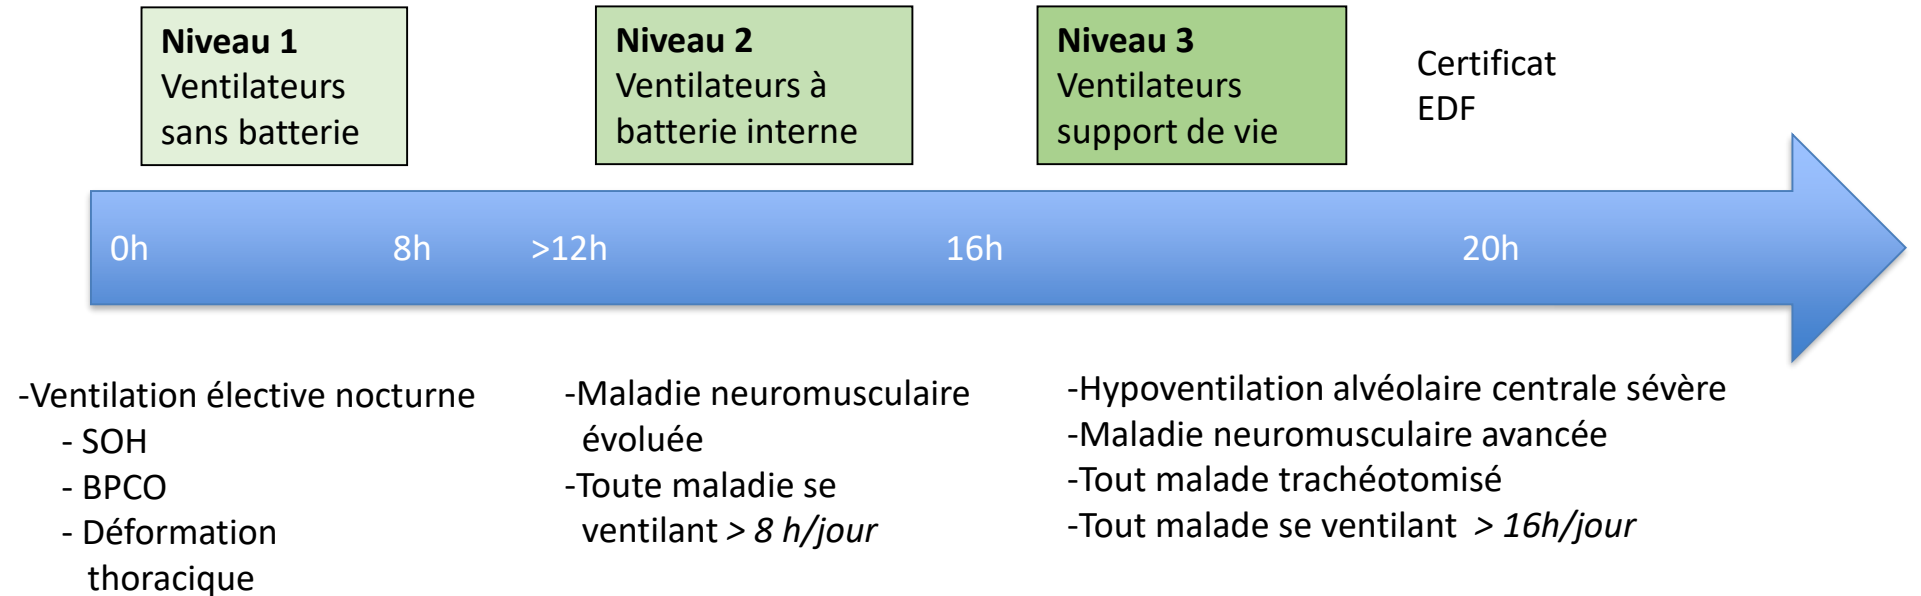 Niveau 1
Ventilateurs
sans batterie
Niveau 2
Ventilateurs à
batterie interne
Niveau 3
Ventilateurs
support de vie
Certificat
EDF
0h
8h
>12h
16h
20h
-Ventilation élective nocturne
- SOH
- BPCO
- Déformation
thoracique
-Maladie neuromusculaire
évoluée
-Toute maladie se
ventilant > 8 h/jour
-Hypoventilation alvéolaire centrale sévère
-Maladie neuromusculaire avancée
-Tout malade trachéotomisé
-Tout malade se ventilant > 16h/jour